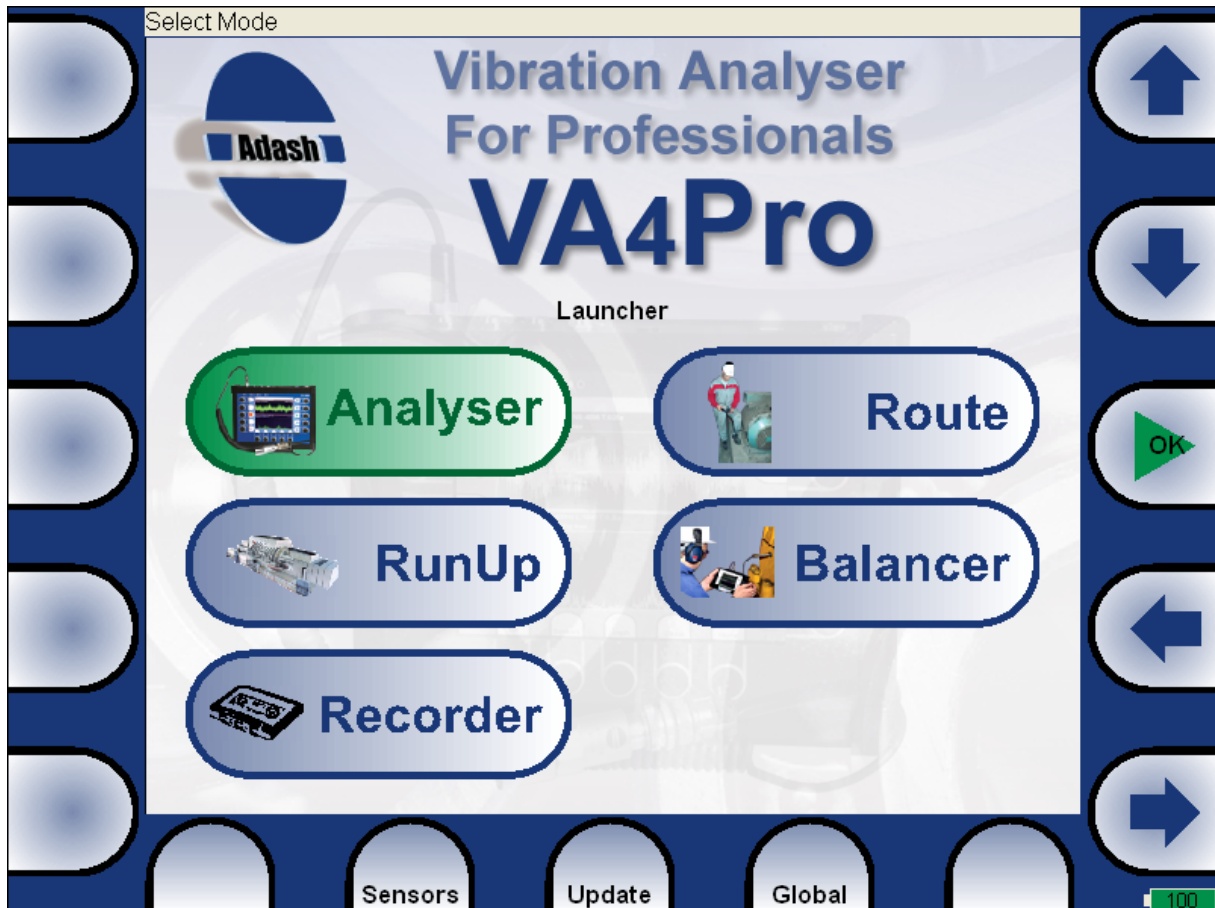 Select Mode
Adash
Vibration Analyser
For Professionals
VA4Pro
Launcher
Analyser
Route
OK
RunUp
Balancer
Recorder
Sensors
Update
Global
100